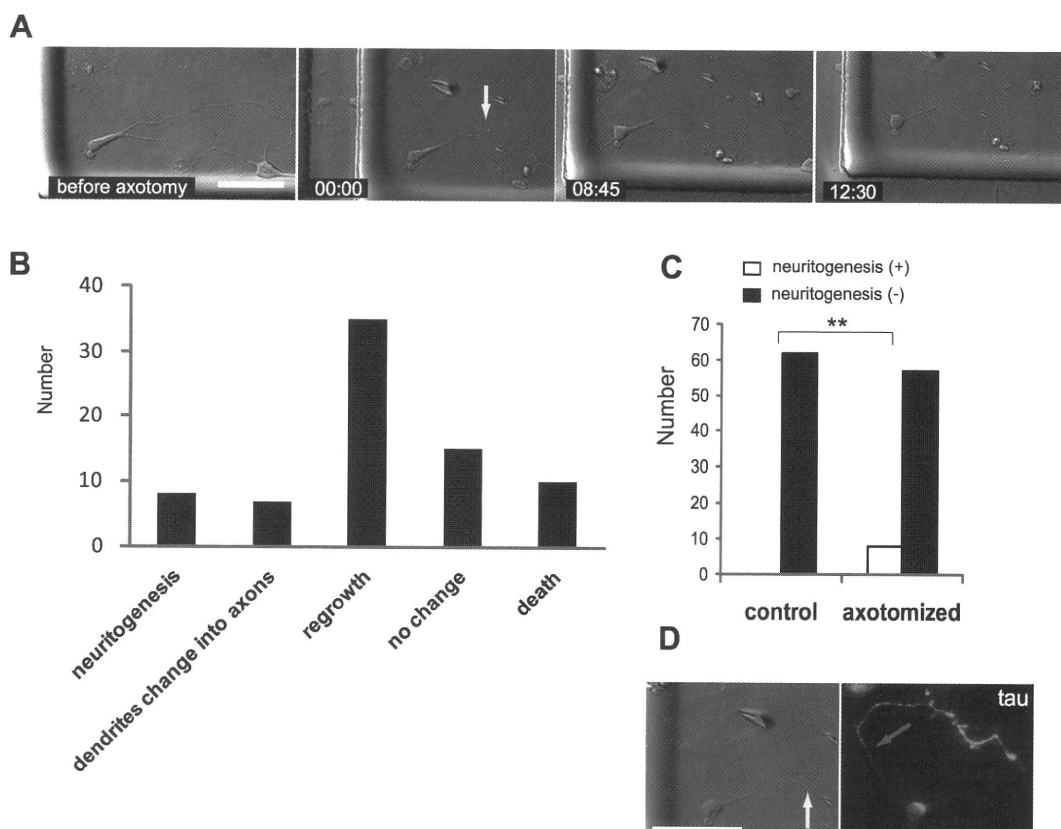 A
before axotomy
00:00
08:45
12:30
B
Number
40
30
20
10
0
neuritogenesis
dendrites change into axons
regrowth
no change
death
C
neuritogenesis (+)
neuritogenesis (-)
**
Number
70
60
50
40
30
20
10
0
control
axotomized
D
tau